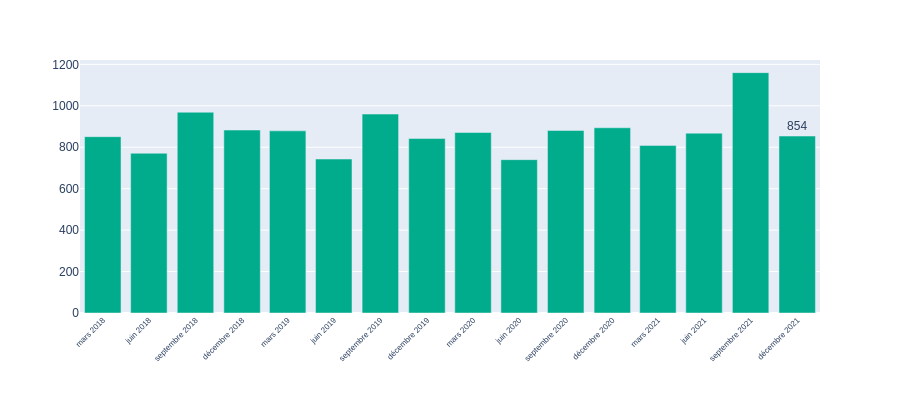 1200
1000
800
600
400
200
0
854
mars 2018
juin 2018
septembre 2018
décembre 2018
mars 2019
juin 2019
septembre 2019
décembre 2019
mars 2020
juin 2020
septembre 2020
décembre 2020
mars 2021
juin 2021
septembre 2021
décembre 2021